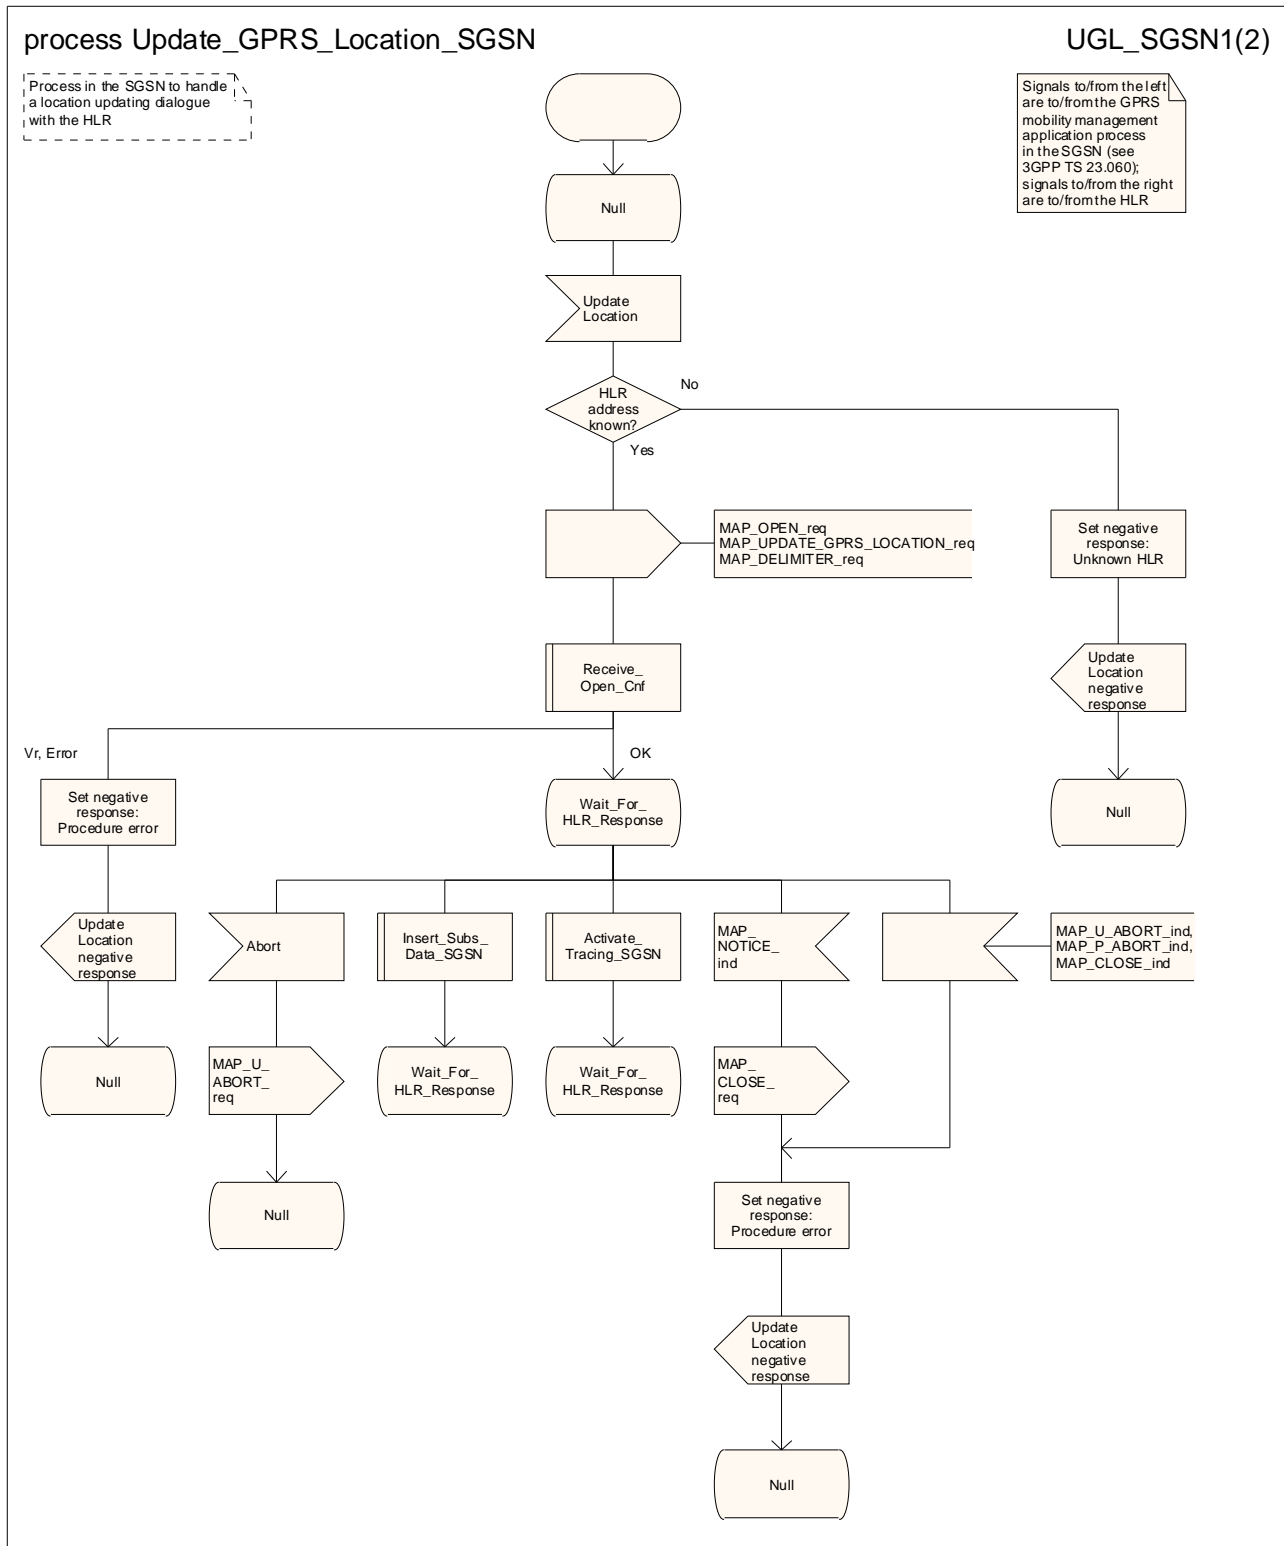 process Update_GPRS_Location_SGSN
UGL_SGSN1(2)
Process in the SGSN to handle
a location updating dialogue
with the HLR
Signals to/from the left
are to/from the GPRS
mobility management
application process
in the SGSN (see
3GPP TS 23.060);
signals to/from the right
are to/from the HLR
Null
Update
Location
HLR
address
known?
No
Yes
MAP_OPEN_req
MAP_UPDATE_GPRS_LOCATION_req
MAP_DELIMITER_req
Set negative
response:
Unknown HLR
Receive_
Open_Cnf
Update
Location
negative
response
Vr, Error
OK
Set negative
response:
Procedure error
Wait_For_
HLR_Response
Null
Update
Location
negative
response
Abort
Insert_Subs_
Data_SGSN
Activate_
Tracing_SGSN
MAP_
NOTICE_
ind
MAP_U_ABORT_ind,
MAP_P_ABORT_ind,
MAP_CLOSE_ind
Null
MAP_U_
ABORT_
req
Wait_For_
HLR_Response
Wait_For_
HLR_Response
MAP_
CLOSE_
req
Null
Set negative
response:
Procedure error
Update
Location
negative
response
Null